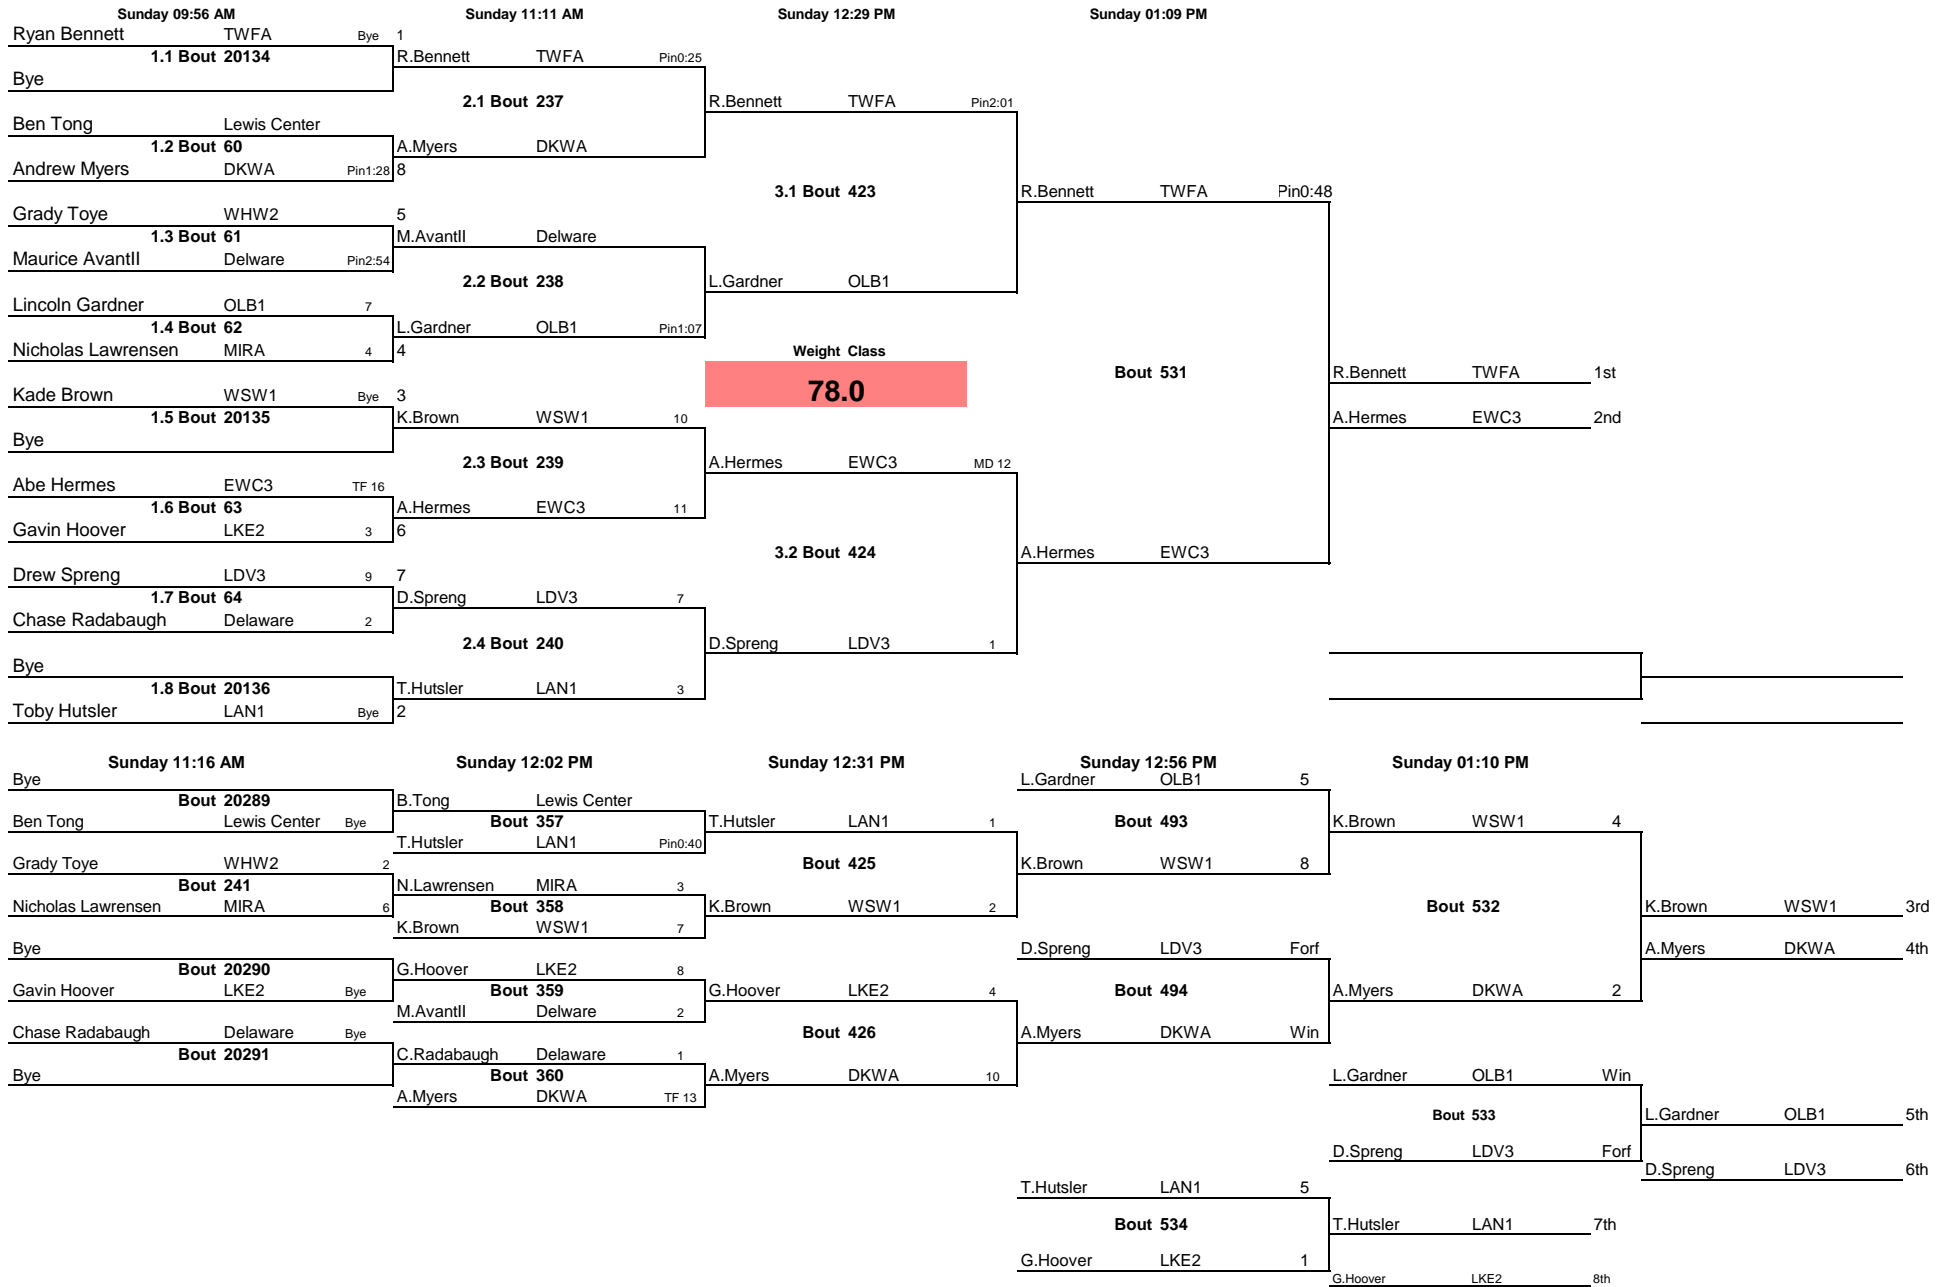 Sunday 09:56 AM Sunday 11:11 AM Sunday 12:29 PM Sunday 01:09 PM
Ryan Bennett TWFA Bye 1
1.1 Bout 20134 R.Bennett TWFA Pin0:25
Bye
2.1 Bout 237 R.Bennett TWFA Pin2:01
Ben Tong Lewis Center
1.2 Bout 60 A.Myers DKWA
Andrew Myers DKWA Pin1:28 8
3.1 Bout 423 R.Bennett TWFA Pin0:48
Grady Toye WHW2 5
1.3 Bout 61 M.AvantII Delware
Maurice AvantII Delware Pin2:54
2.2 Bout 238 L.Gardner OLB1
Lincoln Gardner OLB1 7
1.4 Bout 62 L.Gardner OLB1 Pin1:07
Nicholas Lawrensen MIRA 4 4 Weight Class
Bout 531 R.Bennett TWFA 1st
Kade Brown WSW1 Bye 3 78.0
1.5 Bout 20135 K.Brown WSW1 10 A.Hermes EWC3 2nd
Bye
2.3 Bout 239 A.Hermes EWC3 MD 12
Abe Hermes EWC3 TF 16
1.6 Bout 63 A.Hermes EWC3 11
Gavin Hoover LKE2 3 6
3.2 Bout 424 A.Hermes EWC3
Drew Spreng LDV3 9 7
1.7 Bout 64 D.Spreng LDV3 7
Chase Radabaugh Delaware 2
2.4 Bout 240 D.Spreng LDV3 1
Bye
1.8 Bout 20136 T.Hutsler LAN1 3
Toby Hutsler LAN1 Bye 2
Sunday 11:16 AM Sunday 12:02 PM Sunday 12:31 PM Sunday 12:56 PM Sunday 01:10 PM
Bye L.Gardner OLB1 5
Bout 20289 B.Tong Lewis Center
Ben Tong Lewis Center Bye Bout 357 T.Hutsler LAN1 1 Bout 493 K.Brown WSW1 4
T.Hutsler LAN1 Pin0:40
Grady Toye WHW2 2 Bout 425 K.Brown WSW1 8
Bout 241 N.Lawrensen MIRA 3
Nicholas Lawrensen MIRA 6 Bout 358 K.Brown WSW1 2 Bout 532 K.Brown WSW1 3rd
K.Brown WSW1 7
Bye D.Spreng LDV3 Forf A.Myers DKWA 4th
Bout 20290 G.Hoover LKE2 8
Gavin Hoover LKE2 Bye Bout 359 G.Hoover LKE2 4 Bout 494 A.Myers DKWA 2
M.AvantII Delware 2
Chase Radabaugh Delaware Bye Bout 426 A.Myers DKWA Win
Bout 20291 C.Radabaugh Delaware 1
Bye Bout 360 A.Myers DKWA 10 L.Gardner OLB1 Win
A.Myers DKWA TF 13
Bout 533 L.Gardner OLB1 5th
D.Spreng LDV3 Forf
D.Spreng LDV3 6th
T.Hutsler LAN1 5
Bout 534 T.Hutsler LAN1 7th
G.Hoover LKE2 1
G.Hoover LKE2 8th